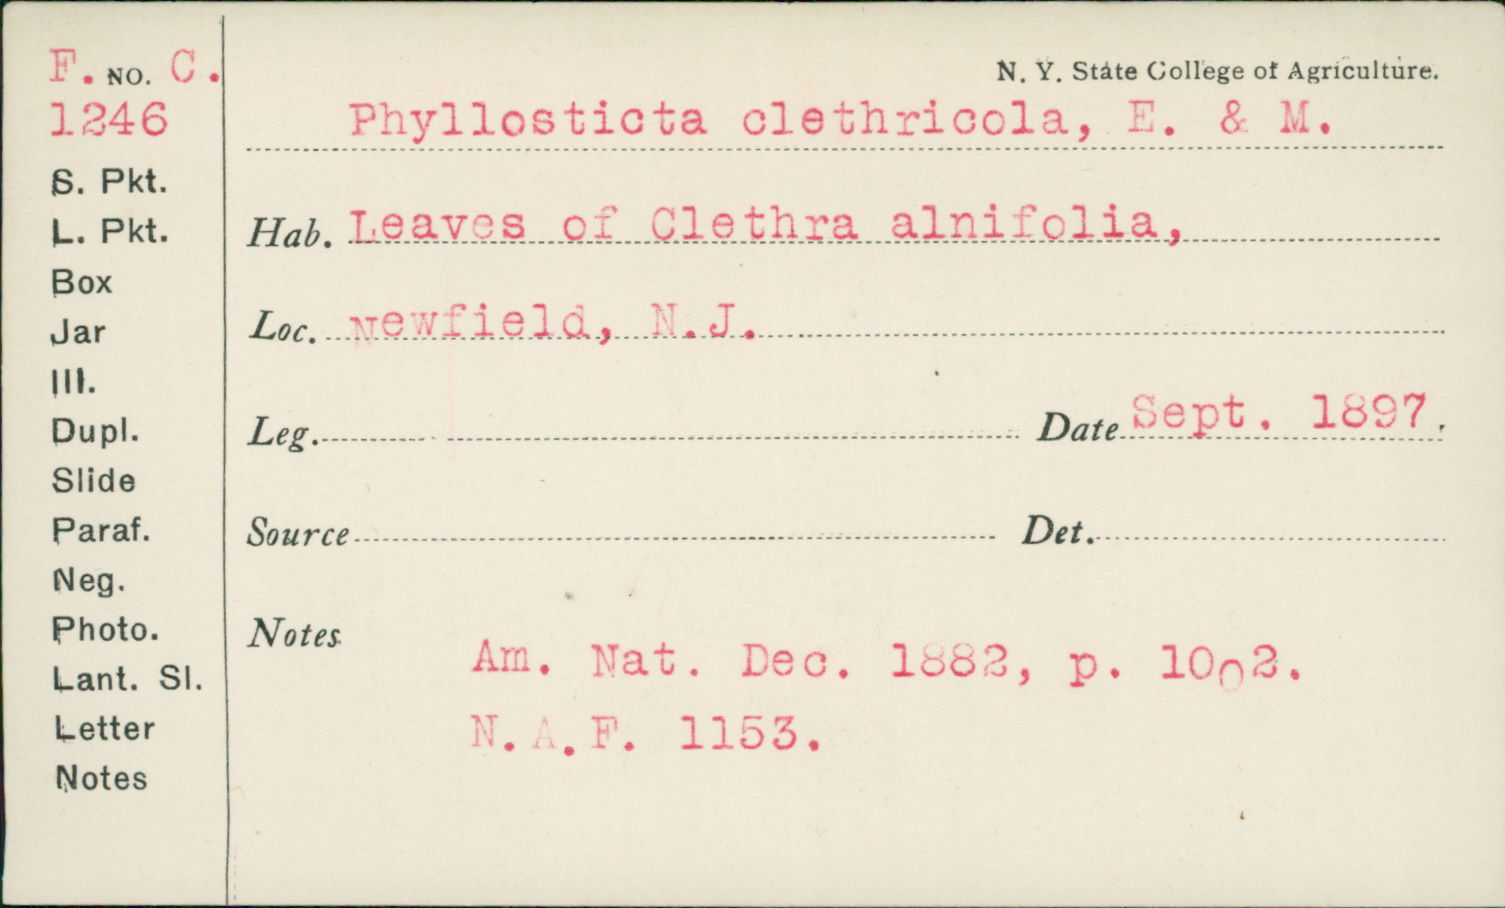 F. NO. C.
1246
S. Pkt.
L. Pkt.
Box
Jar
Ill.
Dupl.
Slide
Paraf.
Neg.
Photo.
Lant. Sl.
Letter
Notes
N. Y. State College of Agriculture.
Phyllosticta clethricola, E. & M.
Hab. Leaves of Clethra alnifolia,
Loc. Newfield, N.J.
Leg. Date Sept. 1897.
Source Det.
Notes
Am. Nat. Dec. 1882, p. 1002.
N.A.F. 1153.